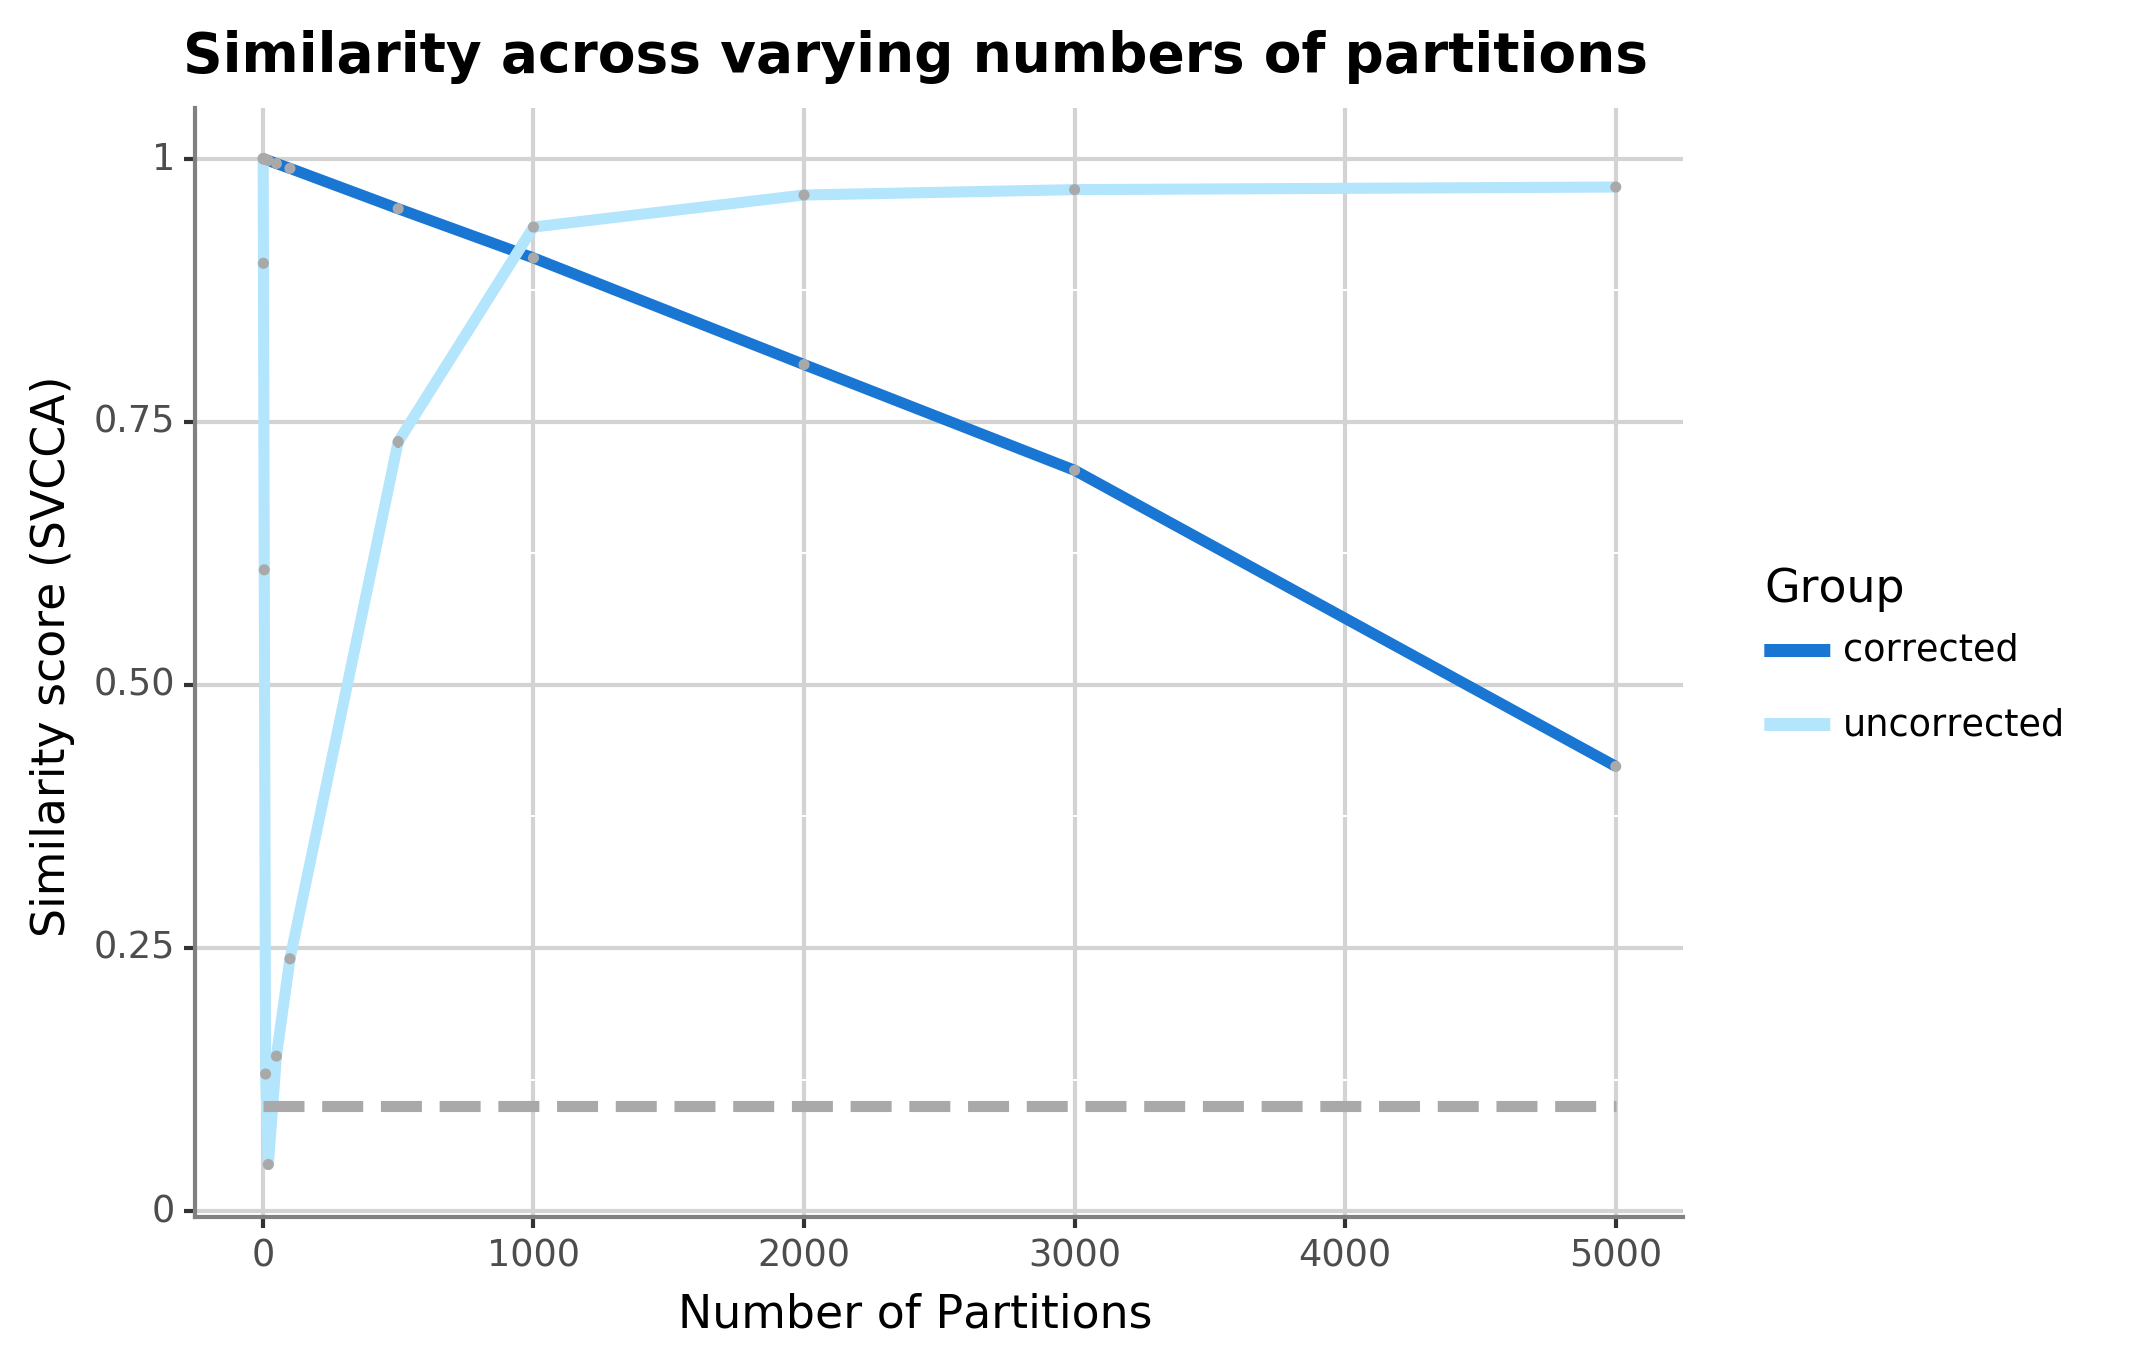 Similarity across varying numbers of partitions
Similarity score (SVCCA)
1
0.75
0.50
0.25
0
0 1000 2000 3000 4000 5000
Number of Partitions
Group
corrected
uncorrected